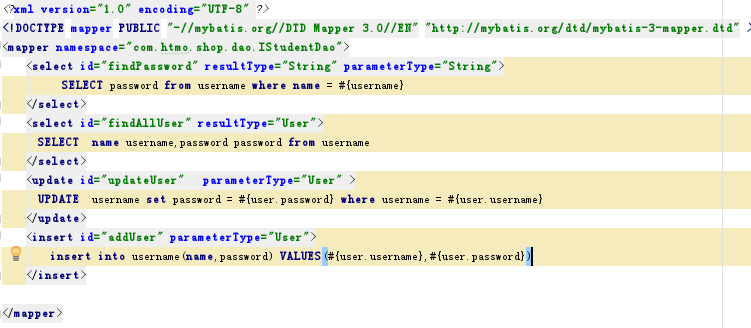 <?xml version="1.0" encoding="UTF-8" ?>
<!DOCTYPE mapper PUBLIC "-//mybatis.org//DTD Mapper 3.0//EN" "http://mybatis.org/dtd/mybatis-3-mapper.dtd" >
<mapper namespace="com.htmo.shop.dao.IStudentDao">
<select id="findPassword" resultType="String" parameterType="String">
SELECT password from username where name = #{username}
</select>
<select id="findAllUser" resultType="User">
SELECT name username,password password from username
</select>
<update id="updateUser" parameterType="User" >
UPDATE username set password = #{user.password} where username = #{user.username}
</update>
<insert id="addUser" parameterType="User">
insert into username(name,password) VALUES(#{user.username},#{user.password})
</insert>
</mapper>